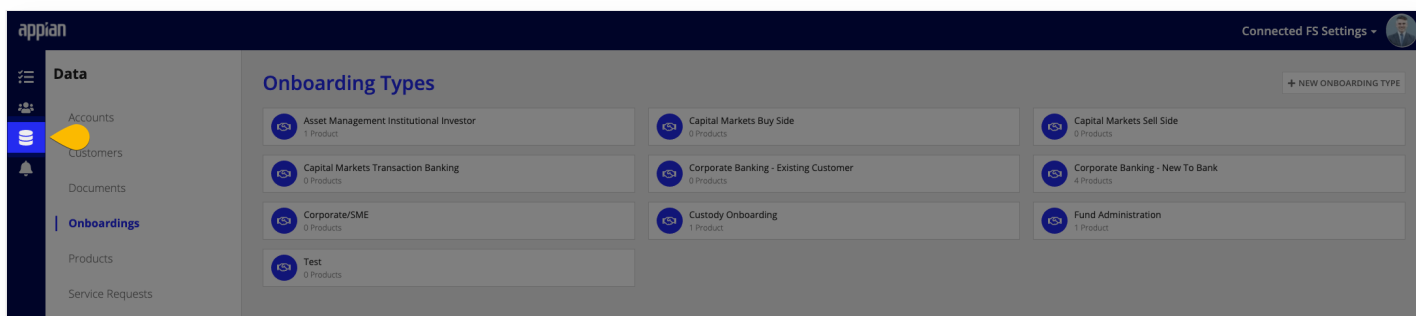 appian
Connected FS Settings
Data
Accounts
Customers
Documents
Onboardings
Products
Service Requests
Onboarding Types
+ NEW ONBOARDING TYPE
Asset Management Institutional Investor
1 Product
Capital Markets Buy Side
0 Products
Capital Markets Sell Side
0 Products
Capital Markets Transaction Banking
0 Products
Corporate Banking - Existing Customer
0 Products
Corporate Banking - New To Bank
4 Products
Corporate/SME
0 Products
Custody Onboarding
1 Product
Fund Administration
1 Product
Test
0 Products